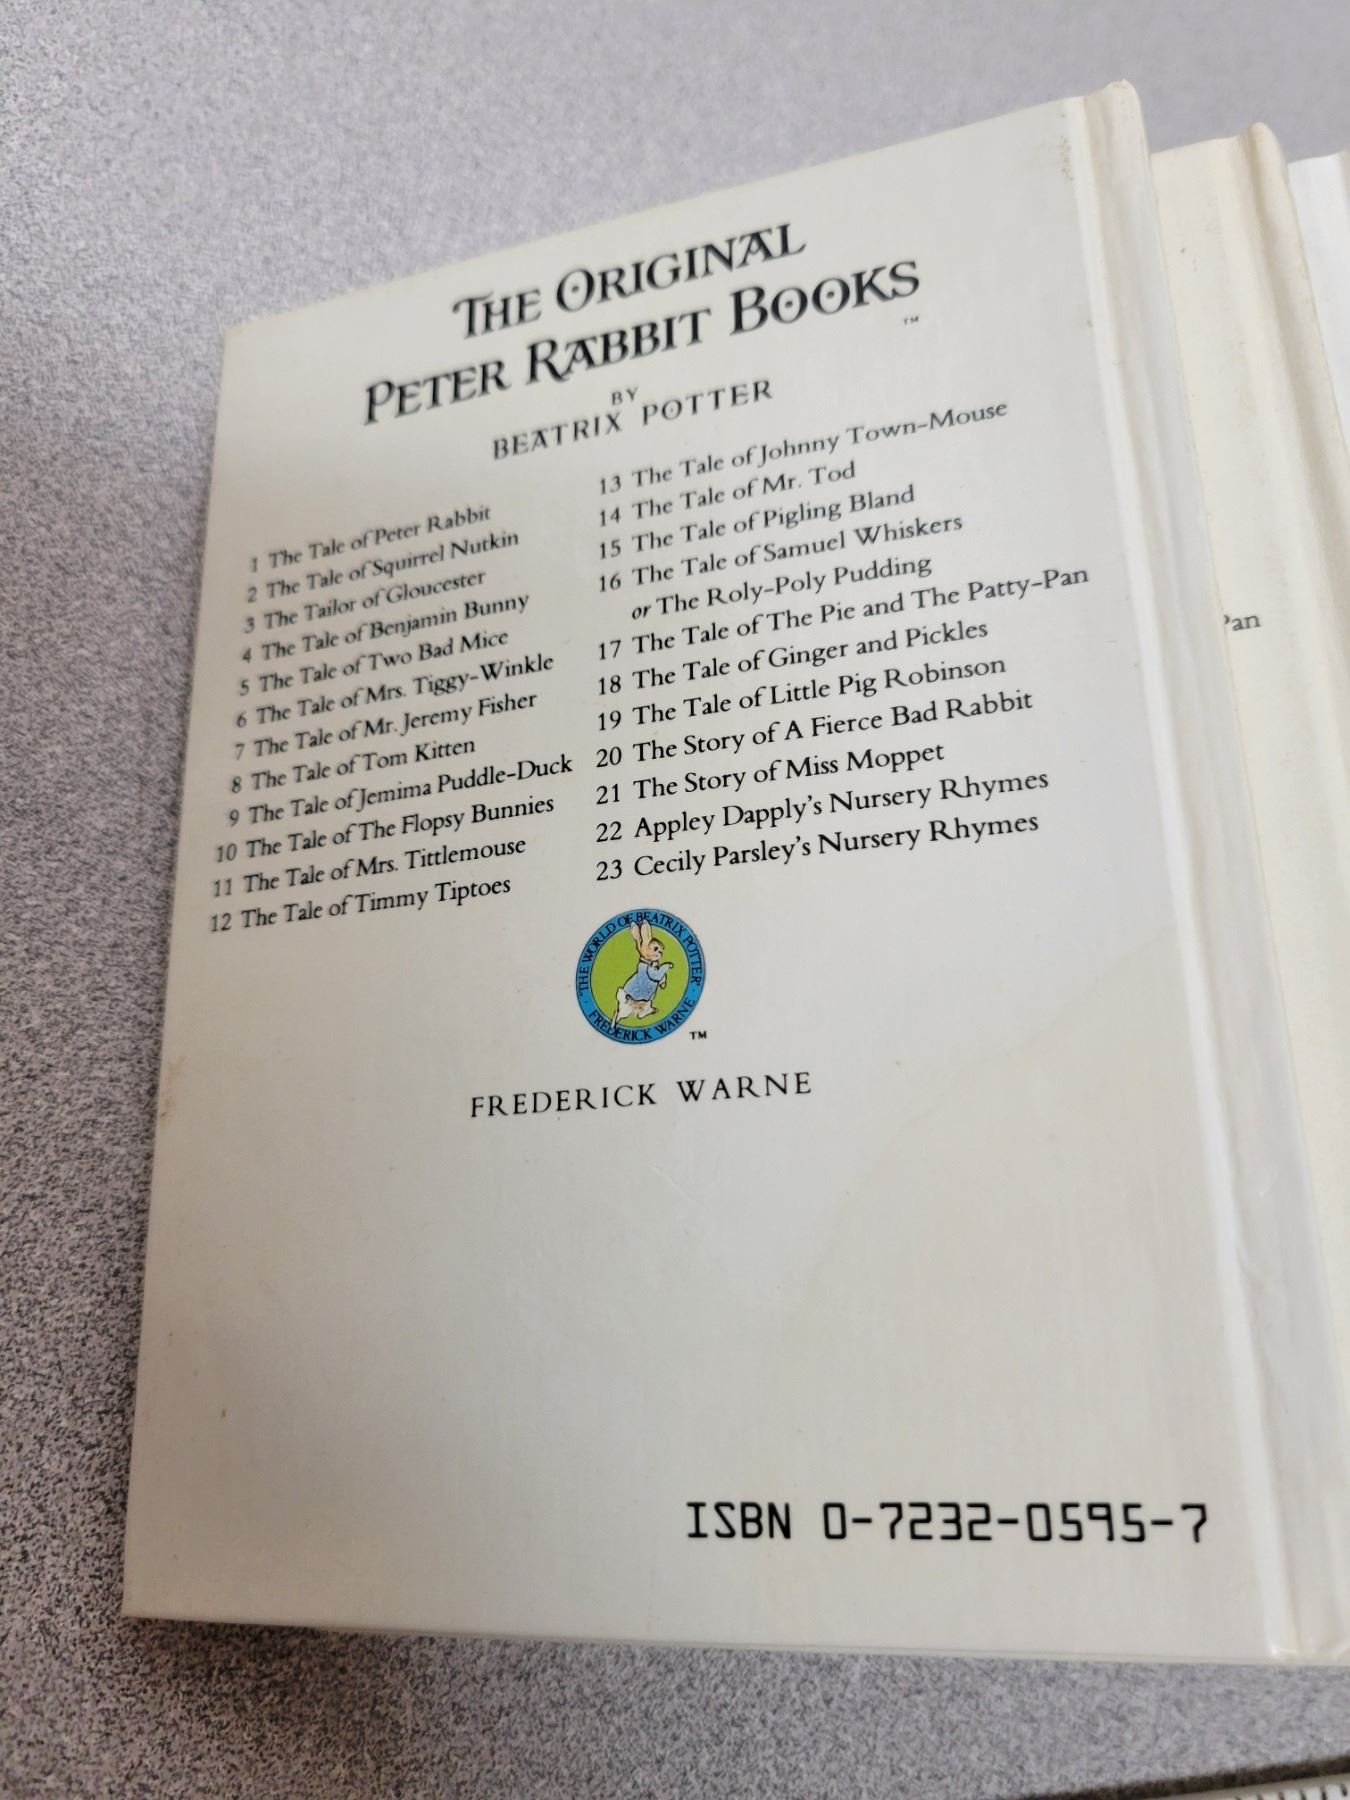 THE ORIGINAL
PETER RABBIT BOOKS
TM
BY
BEATRIX POTTER
1 The Tale of Peter Rabbit
2 The Tale of Squirrel Nutkin
3 The Tailor of Gloucester
4 The Tale of Benjamin Bunny
5 The Tale of Two Bad Mice
6 The Tale of Mrs. Tiggy-Winkle
7 The Tale of Mr. Jeremy Fisher
8 The Tale of Tom Kitten
9 The Tale of Jemima Puddle-Duck
10 The Tale of The Flopsy Bunnies
11 The Tale of Mrs. Tittlemouse
12 The Tale of Timmy Tiptoes
13 The Tale of Johnny Town-Mouse
14 The Tale of Mr. Tod
15 The Tale of Pigling Bland
16 The Tale of Samuel Whiskers
or The Roly-Poly Pudding
17 The Tale of The Pie and The Patty-Pan
18 The Tale of Ginger and Pickles
19 The Tale of Little Pig Robinson
20 The Story of A Fierce Bad Rabbit
21 The Story of Miss Moppet
22 Appley Dapply's Nursery Rhymes
23 Cecily Parsley's Nursery Rhymes
THE WORLD OF BEATRIX POTTER
FREDERICK WARNE
TM
FREDERICK WARNE
ISBN 0-7232-0595-7
Pan